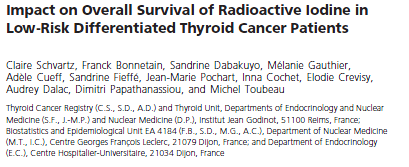 Impact on Overall Survival of Radioactive Iodine in
Low-Risk Differentiated Thyroid Cancer Patients
Claire Schvartz, Franck Bonnetain, Sandrine Dabakuyo, Mélanie Gauthier,
Adèle Cueff, Sandrine Fieffé, Jean-Marie Pochart, Inna Cochet, Elodie Crevisy,
Audrey Dalac, Dimitri Papathanassiou, and Michel Toubeau
Thyroid Cancer Registry (C.S., S.D., A.D.) and Thyroid Unit, Departments of Endocrinology and Nuclear
Medicine (S.F., J.-M.P.) and Nuclear Medicine (D.P.), Institut Jean Godinot, 51100 Reims, France;
Biostatistics and Epidemiological Unit EA 4184 (F.B., S.D., M.G., A.C.), Department of Nuclear Medicine
(M.T., I.C.), Centre Georges François Leclerc, 21079 Dijon, France; and Department of Endocrinology
(E.C.), Centre Hospitalier-Universitaire, 21034 Dijon, France